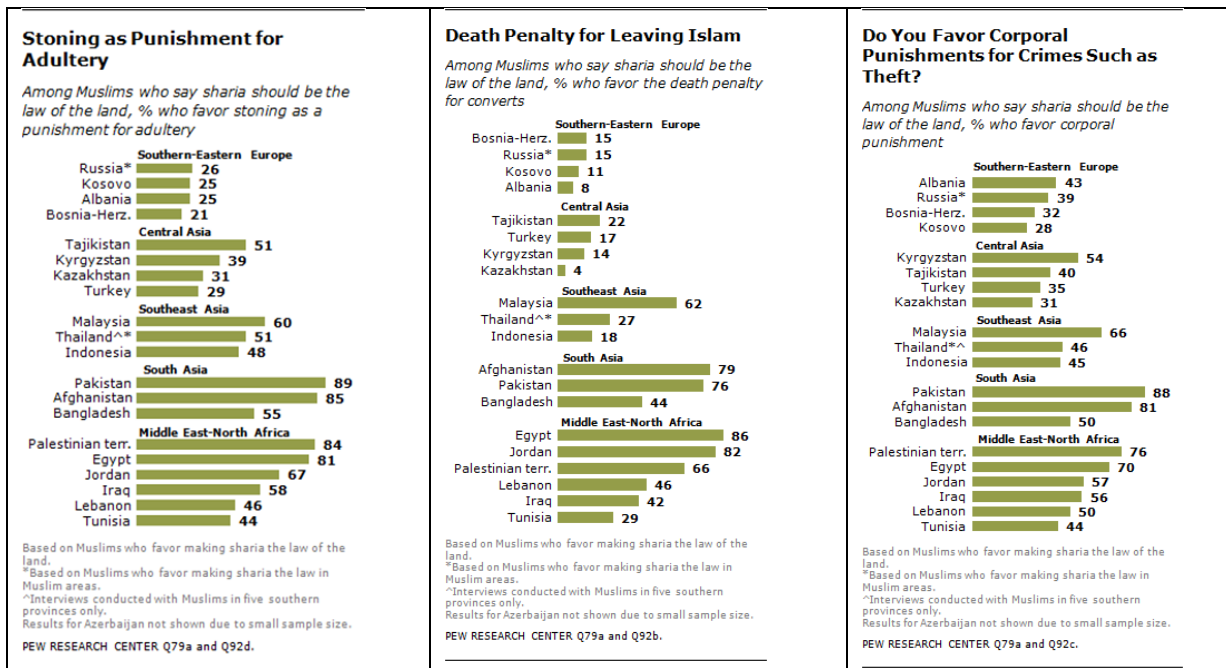 Stoning as Punishment for
Adultery
Among Muslims who say sharia should be the
law of the land, % who favor stoning as a
punishment for adultery
Southern-Eastern Europe
Russia* 26
Kosovo 25
Albania 25
Bosnia-Herz. 21
Central Asia
Tajikistan 51
Kyrgyzstan 39
Kazakhstan 31
Turkey 29
Southeast Asia
Malaysia 60
Thailand^* 51
Indonesia 48
South Asia
Pakistan 89
Afghanistan 85
Bangladesh 55
Middle East-North Africa
Palestinian terr. 84
Egypt 81
Jordan 67
Iraq 58
Lebanon 46
Tunisia 44
Based on Muslims who favor making sharia the law of the
land.
*Based on Muslims who favor making sharia the law in
Muslim areas.
^Interviews conducted with Muslims in five southern
provinces only.
Results for Azerbaijan not shown due to small sample size.
PEW RESEARCH CENTER Q79a and Q92d.
Death Penalty for Leaving Islam
Among Muslims who say sharia should be the
law of the land, % who favor the death penalty
for converts
Southern-Eastern Europe
Bosnia-Herz. 15
Russia* 15
Kosovo 11
Albania 8
Central Asia
Tajikistan 22
Turkey 17
Kyrgyzstan 14
Kazakhstan 4
Southeast Asia
Malaysia 62
Thailand^* 27
Indonesia 18
South Asia
Afghanistan 79
Pakistan 76
Bangladesh 44
Middle East-North Africa
Egypt 86
Jordan 82
Palestinian terr. 66
Lebanon 46
Iraq 42
Tunisia 29
Based on Muslims who favor making sharia the law of the
land.
*Based on Muslims who favor making sharia the law in
Muslim areas.
^Interviews conducted with Muslims in five southern
provinces only.
Results for Azerbaijan not shown due to small sample size.
PEW RESEARCH CENTER Q79a and Q92b.
Do You Favor Corporal
Punishments for Crimes Such as
Theft?
Among Muslims who say sharia should be the
law of the land, % who favor corporal
punishment
Southern-Eastern Europe
Albania 43
Russia* 39
Bosnia-Herz. 32
Kosovo 28
Central Asia
Kyrgyzstan 54
Tajikistan 40
Turkey 35
Kazakhstan 31
Southeast Asia
Malaysia 66
Thailand*^ 46
Indonesia 45
South Asia
Pakistan 88
Afghanistan 81
Bangladesh 50
Middle East-North Africa
Palestinian terr. 76
Egypt 70
Jordan 57
Iraq 56
Lebanon 50
Tunisia 44
Based on Muslims who favor making sharia the law of the
land.
*Based on Muslims who favor making sharia the law in
Muslim areas.
^Interviews conducted with Muslims in five southern
provinces only.
Results for Azerbaijan not shown due to small sample size.
PEW RESEARCH CENTER Q79a and Q92c.